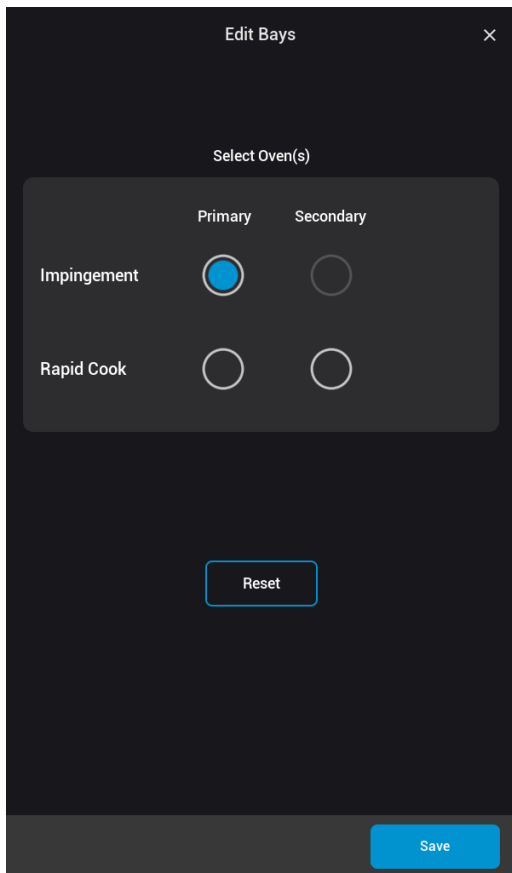 Edit Bays
Select Oven(s)
Primary Secondary
Impingement
Rapid Cook
Reset
Save